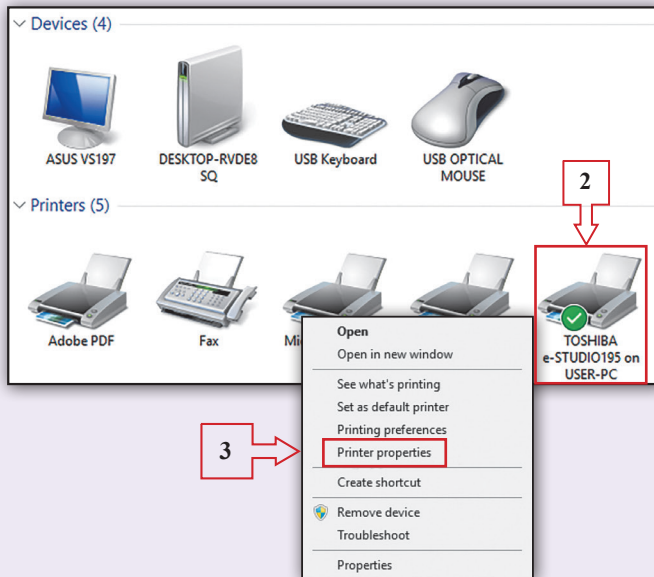 Devices (4)
ASUS VS197
DESKTOP-RVDE8
SQ
USB Keyboard
USB OPTICAL
MOUSE
2
Printers (5)
Adobe PDF
Fax
Mi
TOSHIBA
e-STUDIO195 on
USER-PC
Open
Open in new window
See what's printing
Set as default printer
Printing preferences
3
Printer properties
Create shortcut
Remove device
Troubleshoot
Properties